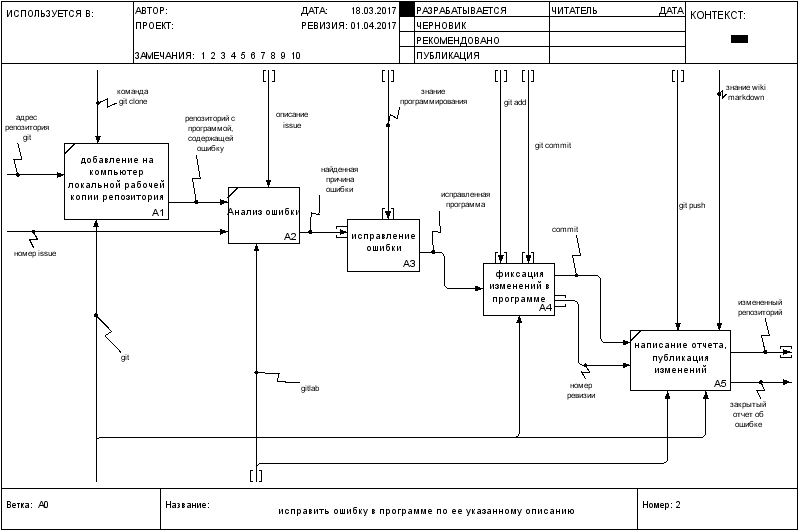 ИСПОЛЬЗУЕТСЯ В:
АВТОР:
ДАТА: 18.03.2017
ПРОЕКТ:
РЕВИЗИЯ: 01.04.2017
ЗАМЕЧАНИЯ: 1 2 3 4 5 6 7 8 9 10
РАЗРАБАТЫВАЕТСЯ
ЧЕРНОВИК
РЕКОМЕНДОВАНО
ПУБЛИКАЦИЯ
ЧИТАТЕЛЬ
ДАТА
КОНТЕКСТ:
команда
git clone
адрес
репозитория
git
репозиторий с
программой,
содержащей
ошибку
описание
issue
знание
программирования
git add
git commit
знание wiki
markdown
добавление на
компьютер
локальной рабочей
копии репозитория
A1
найденная
причина
ошибки
Анализ ошибки
A2
номер issue
исправление
ошибки
A3
исправленная
программа
git push
commit
фиксация
изменений в
программе
A4
измененный
репозиторий
написание отчета,
публикация
изменений
A5
git
gitlab
номер
ревизии
закрытый
отчет об
ошибке
Ветка: A0
Название:
исправить ошибку в программе по ее указанному описанию
Номер: 2